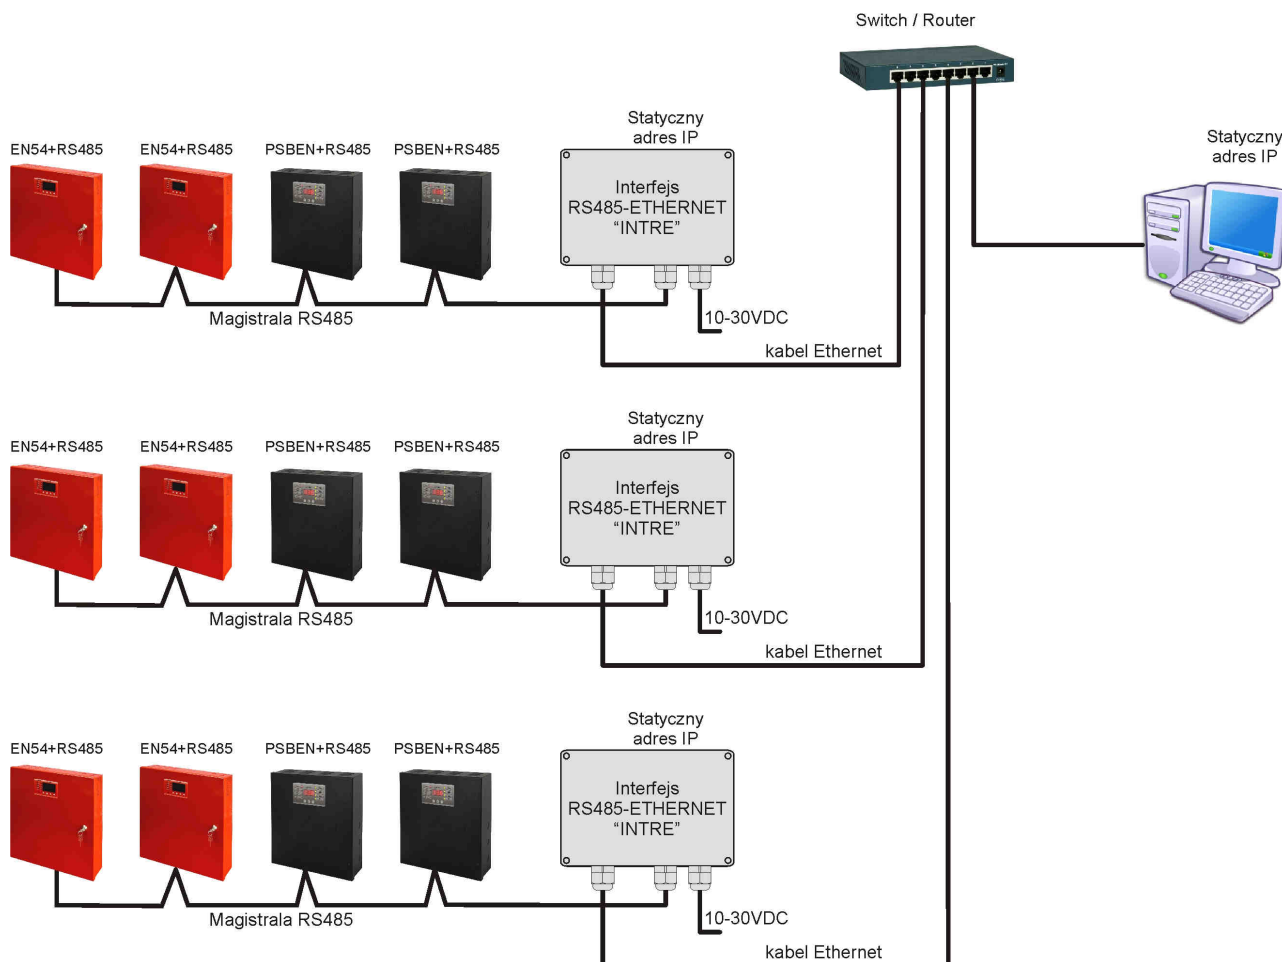 Switch / Router
Statyczny
adres IP
Statyczny
adres IP
EN54+RS485
EN54+RS485
PSBEN+RS485
PSBEN+RS485
Interfejs
RS485-ETHERNET
“INTRE”
Magistrala RS485
10-30VDC
kabel Ethernet
Statyczny
adres IP
EN54+RS485
EN54+RS485
PSBEN+RS485
PSBEN+RS485
Interfejs
RS485-ETHERNET
“INTRE”
Magistrala RS485
10-30VDC
kabel Ethernet
Statyczny
adres IP
EN54+RS485
EN54+RS485
PSBEN+RS485
PSBEN+RS485
Interfejs
RS485-ETHERNET
“INTRE”
Magistrala RS485
10-30VDC
kabel Ethernet